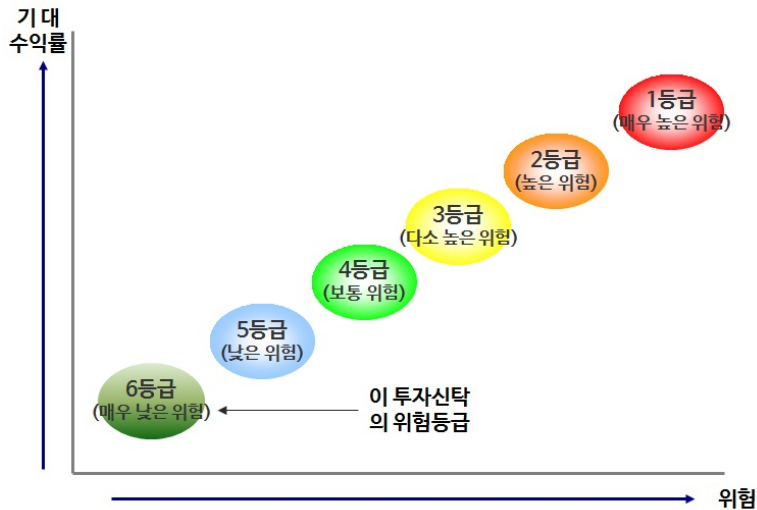 기 대
수익률
1등급
(매우 높은 위험)
2등급
(높은 위험)
3등급
(다소 높은 위험)
4등급
(보통 위험)
5등급
(낮은 위험)
6등급
(매우 낮은 위험)
이 투자신탁
의 위험등급
위험